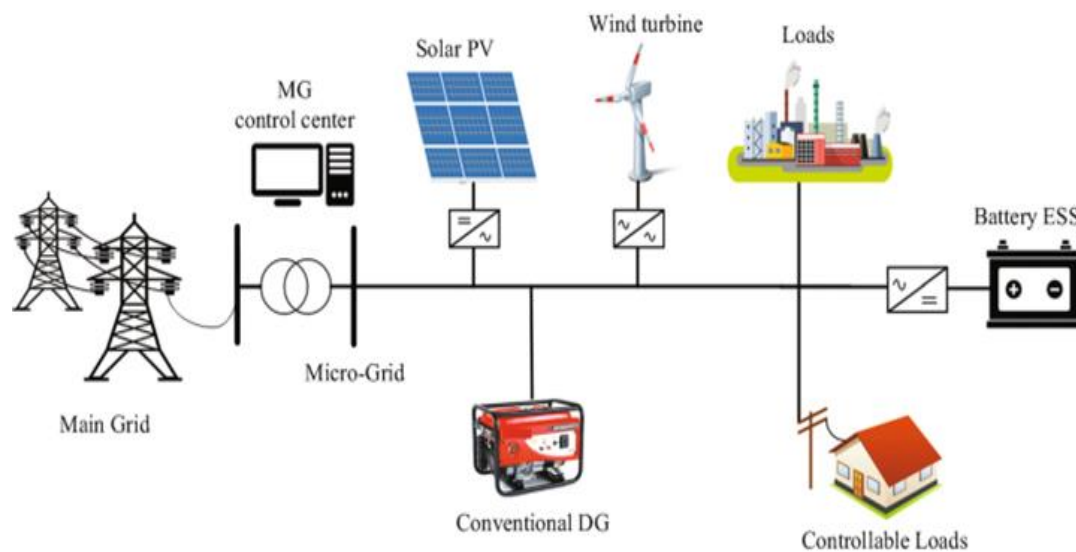 Solar PV
Wind turbine
Loads
MG
control center
Battery ESS
Micro-Grid
Main Grid
Conventional DG
Controllable Loads